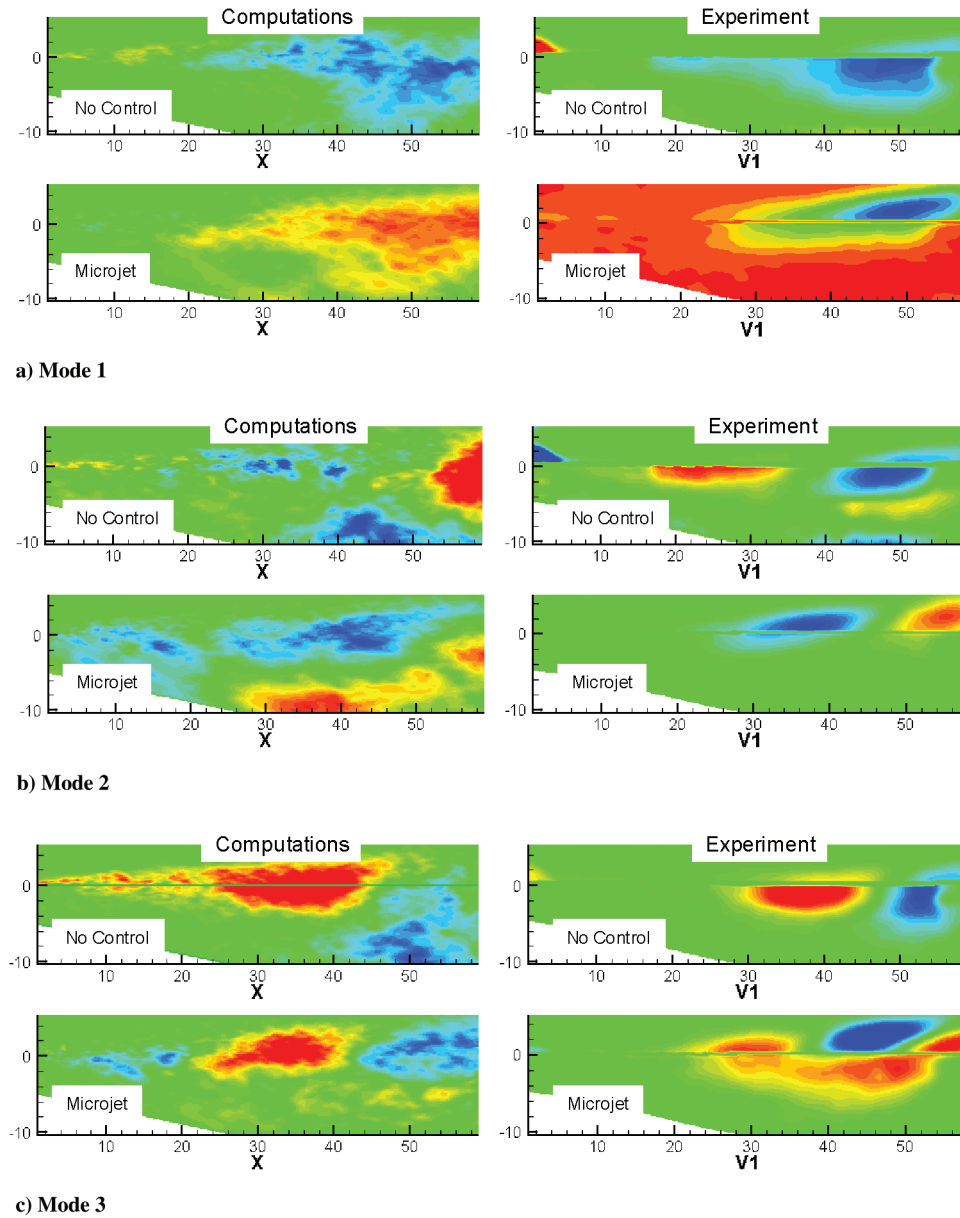 Computations Experiment
0 0
No Control No Control
-10 -10
10 20 30 40 50 10 20 30 40 50
X V1
0 0
Microjet Microjet
-10 -10
10 20 30 40 50 10 20 30 40 50
X V1
a) Mode 1
Computations Experiment
0 0
No Control No Control
-10 -10
10 20 30 40 50 10 20 30 40 50
X V1
0 0
Microjet Microjet
-10 -10
10 20 30 40 50 10 20 30 40 50
X V1
b) Mode 2
Computations Experiment
0 0
No Control No Control
-10 -10
10 20 30 40 50 10 20 30 40 50
X V1
0 0
Microjet Microjet
-10 -10
10 20 30 40 50 10 20 30 40 50
X V1
c) Mode 3